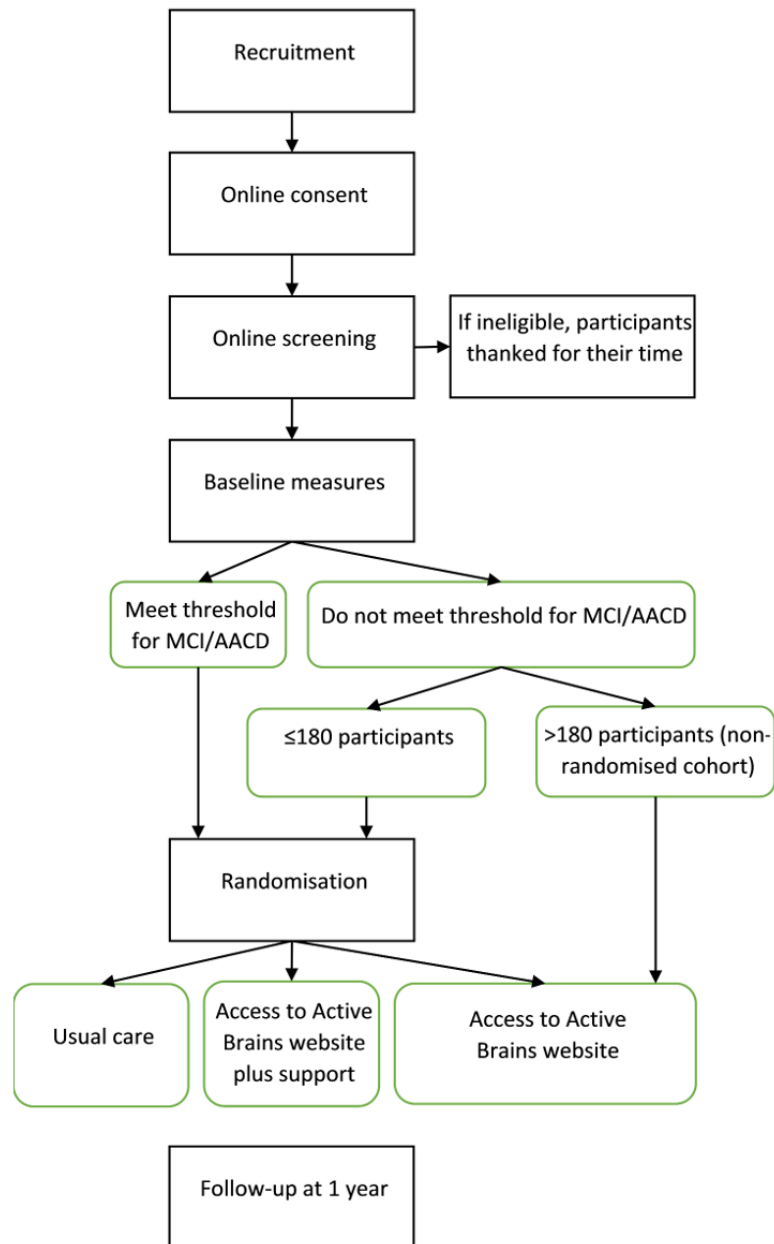 Recruitment
Online consent
Online screening
If ineligible, participants
thanked for their time
Baseline measures
Meet threshold
for MCI/AACD
Do not meet threshold for MCI/AACD
≤180 participants
>180 participants (non-
randomised cohort)
Randomisation
Usual care
Access to Active
Brains website
plus support
Access to Active
Brains website
Follow-up at 1 year